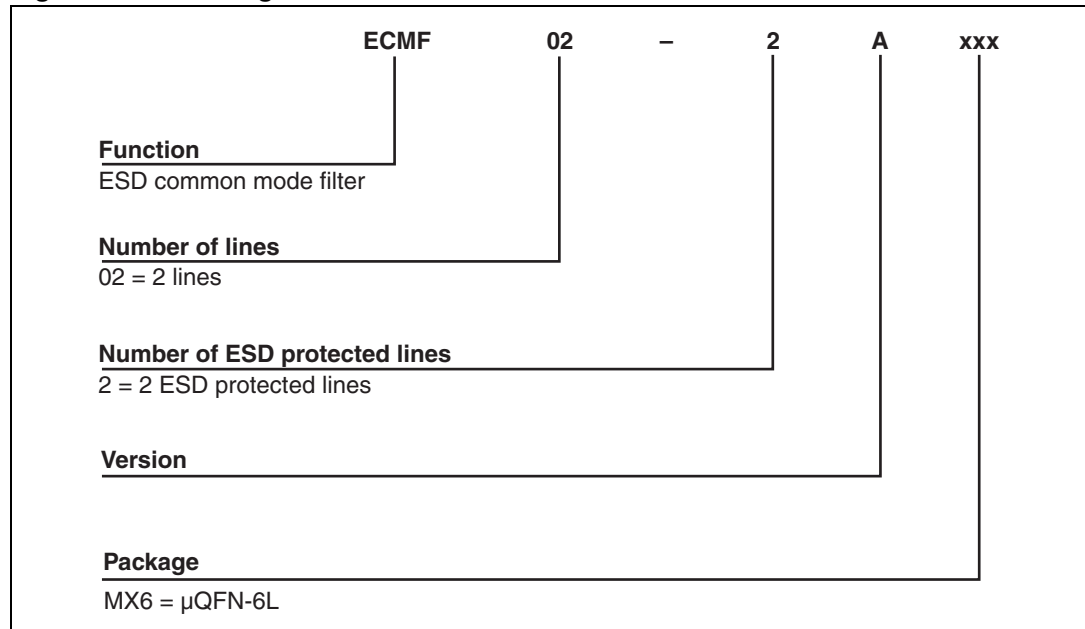 ECMF 02 – 2 A xxx
Function
ESD common mode filter
Number of lines
02 = 2 lines
Number of ESD protected lines
2 = 2 ESD protected lines
Version
Package
MX6 = µQFN-6L